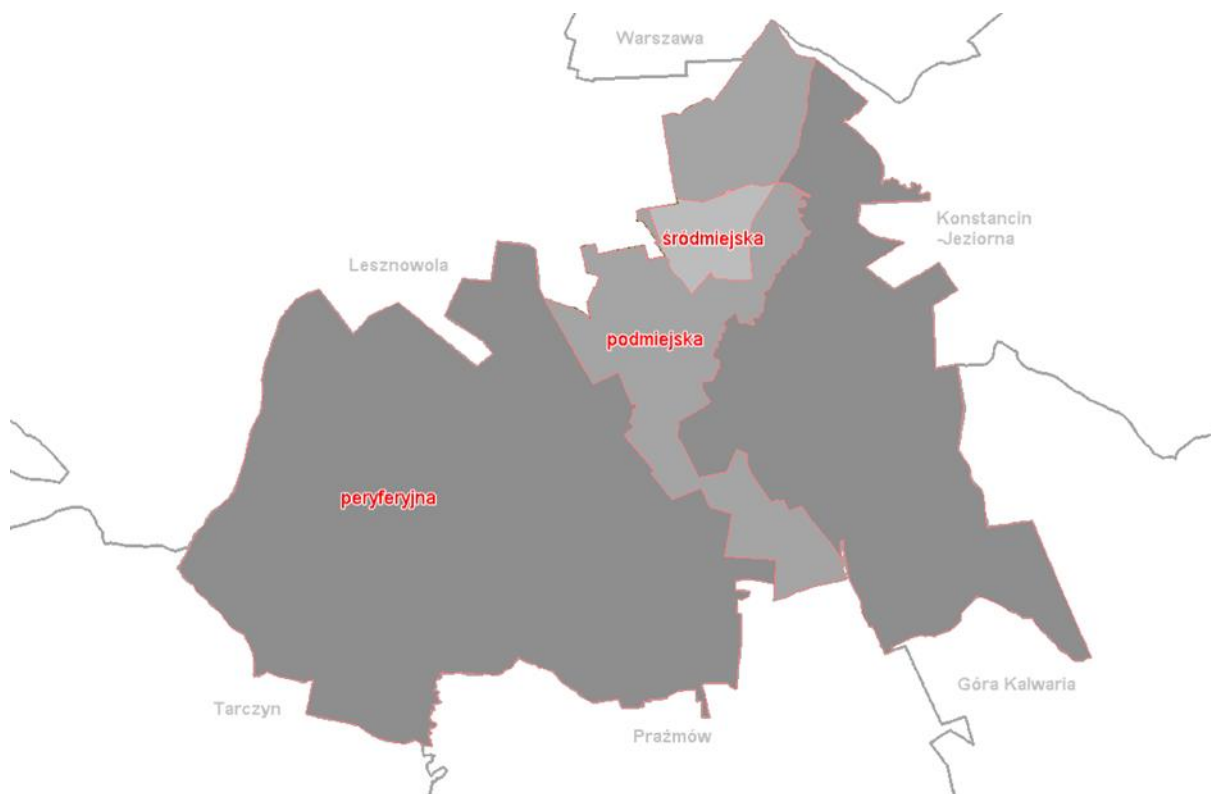 Warszawa
Konstancin
-Jeziorna
śródmiejska
Lesznowola
podmiejska
peryferyjna
Góra Kalwaria
Tarczyn
Prażmów